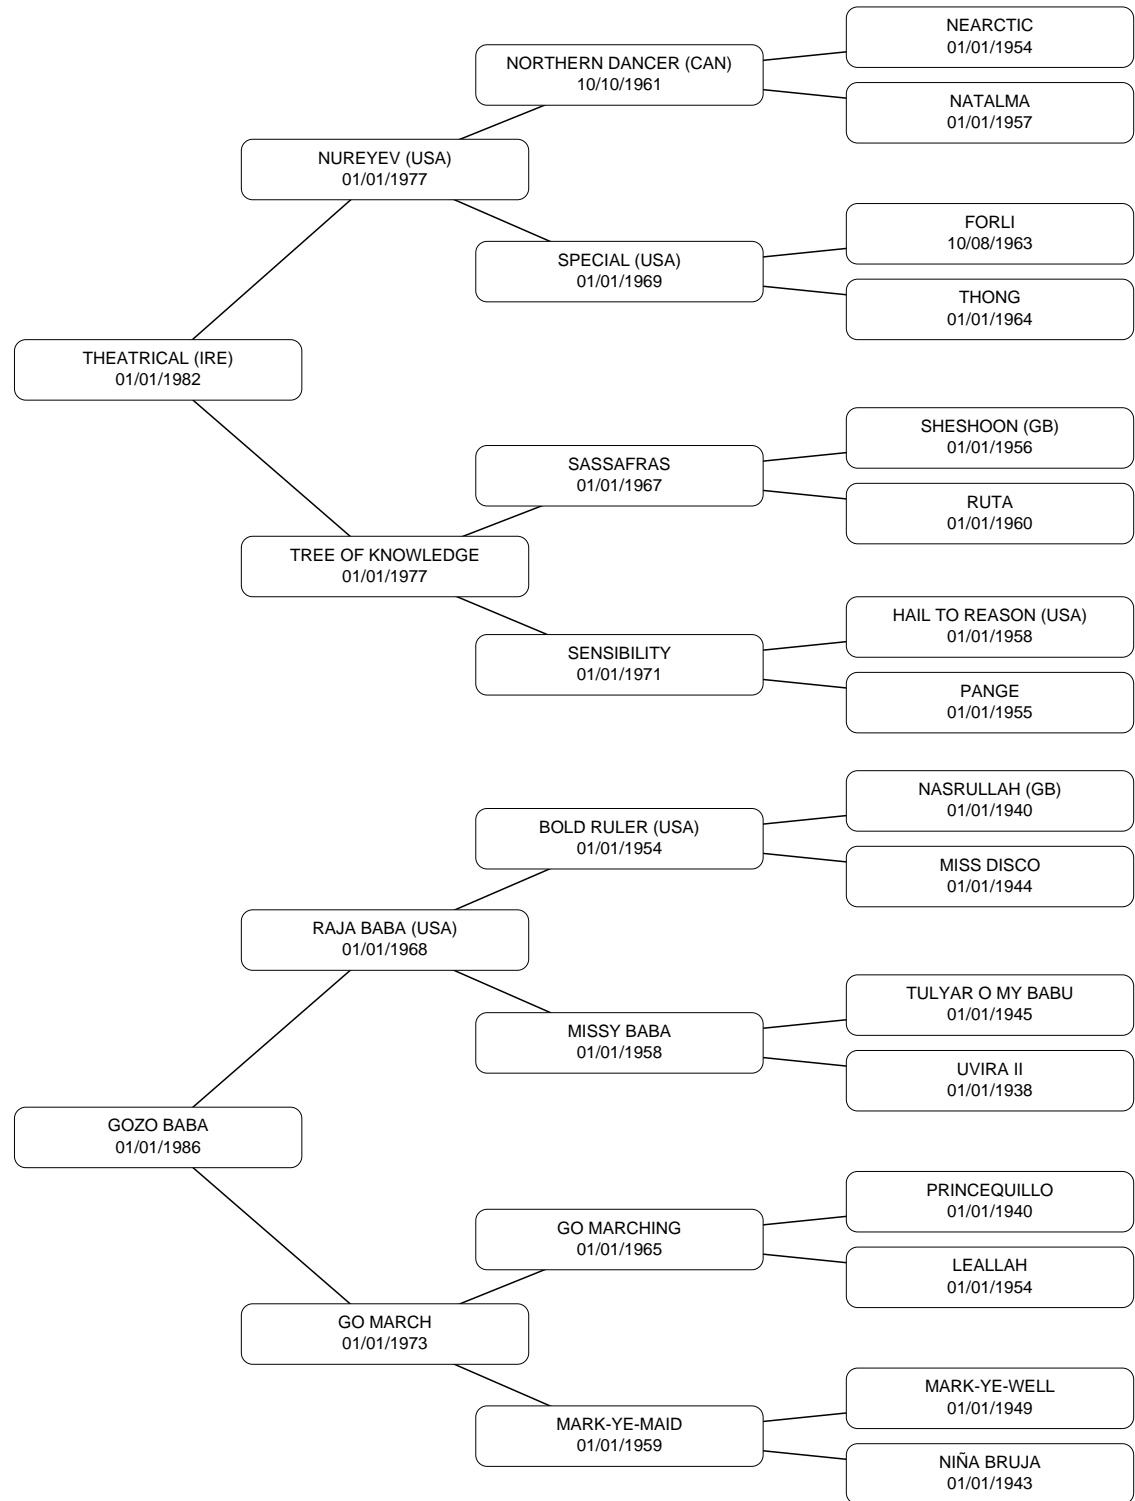 NEARCTIC
01/01/1954
NORTHERN DANCER (CAN)
10/10/1961
NATALMA
01/01/1957
NUREYEV (USA)
01/01/1977
FORLI
10/08/1963
SPECIAL (USA)
01/01/1969
THONG
01/01/1964
THEATRICAL (IRE)
01/01/1982
SHESHOON (GB)
01/01/1956
SASSAFRAS
01/01/1967
RUTA
01/01/1960
TREE OF KNOWLEDGE
01/01/1977
HAIL TO REASON (USA)
01/01/1958
SENSIBILITY
01/01/1971
PANGE
01/01/1955
NASRULLAH (GB)
01/01/1940
BOLD RULER (USA)
01/01/1954
MISS DISCO
01/01/1944
RAJA BABA (USA)
01/01/1968
TULYAR O MY BABU
01/01/1945
MISSY BABA
01/01/1958
UVIRA II
01/01/1938
GOZO BABA
01/01/1986
PRINCEQUILLO
01/01/1940
GO MARCHING
01/01/1965
LEALLAH
01/01/1954
GO MARCH
01/01/1973
MARK-YE-WELL
01/01/1949
MARK-YE-MAID
01/01/1959
NIÑA BRUJA
01/01/1943